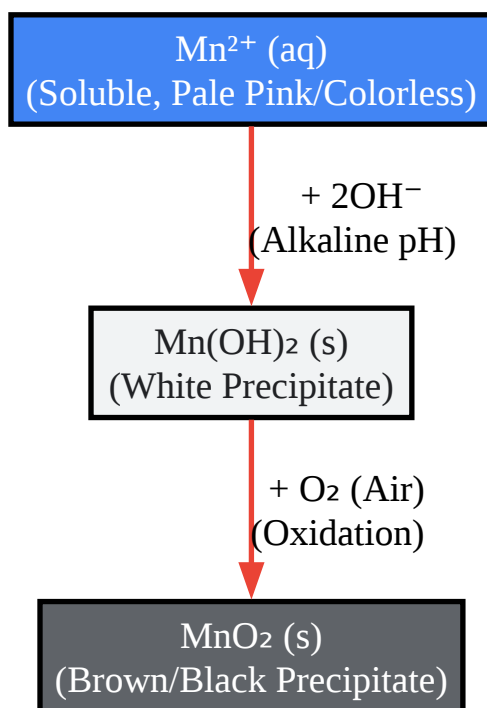 Mn²⁺ (aq)
(Soluble, Pale Pink/Colorless)
+ 2OH⁻
(Alkaline pH)
Mn(OH)₂ (s)
(White Precipitate)
+ O₂ (Air)
(Oxidation)
MnO₂ (s)
(Brown/Black Precipitate)